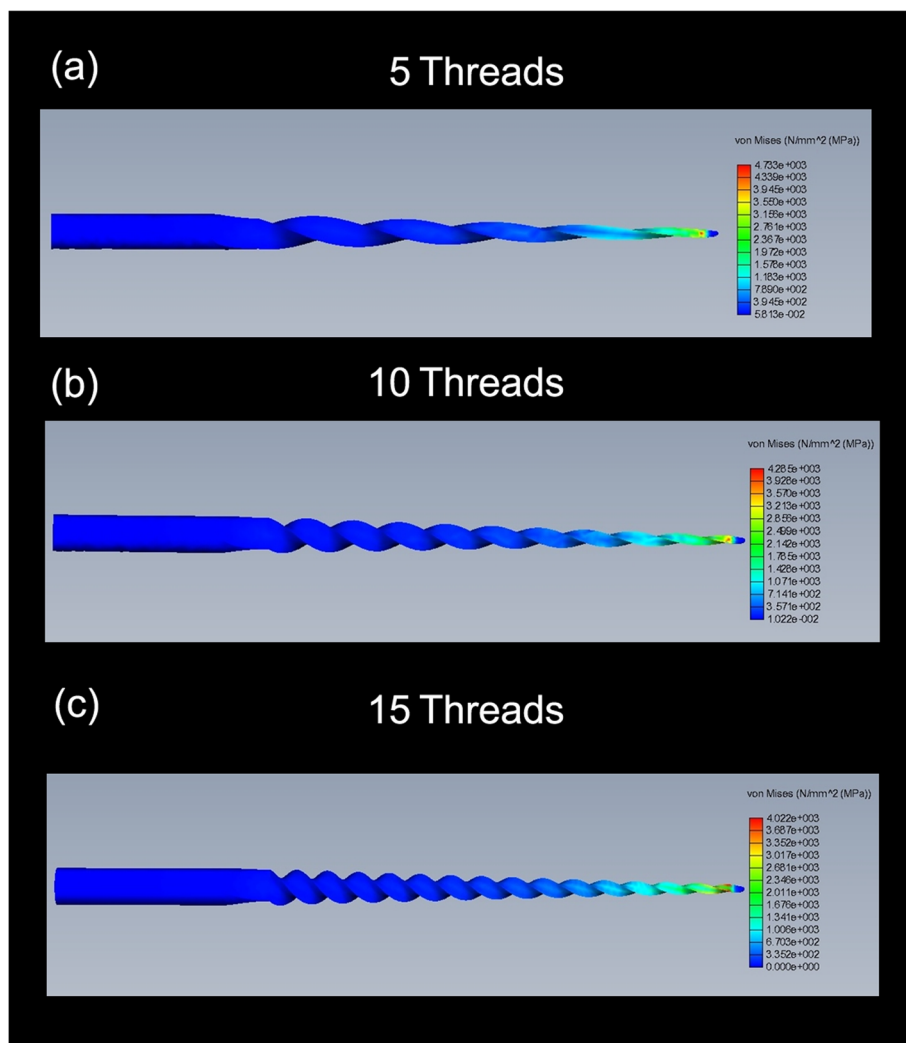 (a)
5 Threads
von Mises (N/mm^2 (MPa))
4.733e+003
4.339e+003
3.945e+003
3.550e+003
3.156e+003
2.761e+003
2.367e+003
1.972e+003
1.578e+003
1.183e+003
7.890e+002
3.945e+002
5.813e-002
(b)
10 Threads
von Mises (N/mm^2 (MPa))
4.285e+003
3.928e+003
3.570e+003
3.213e+003
2.856e+003
2.499e+003
2.142e+003
1.785e+003
1.428e+003
1.071e+003
7.141e+002
3.571e+002
1.022e-002
(c)
15 Threads
von Mises (N/mm^2 (MPa))
4.022e+003
3.687e+003
3.352e+003
3.017e+003
2.681e+003
2.346e+003
2.011e+003
1.676e+003
1.341e+003
1.006e+003
6.703e+002
3.352e+002
0.000e+000